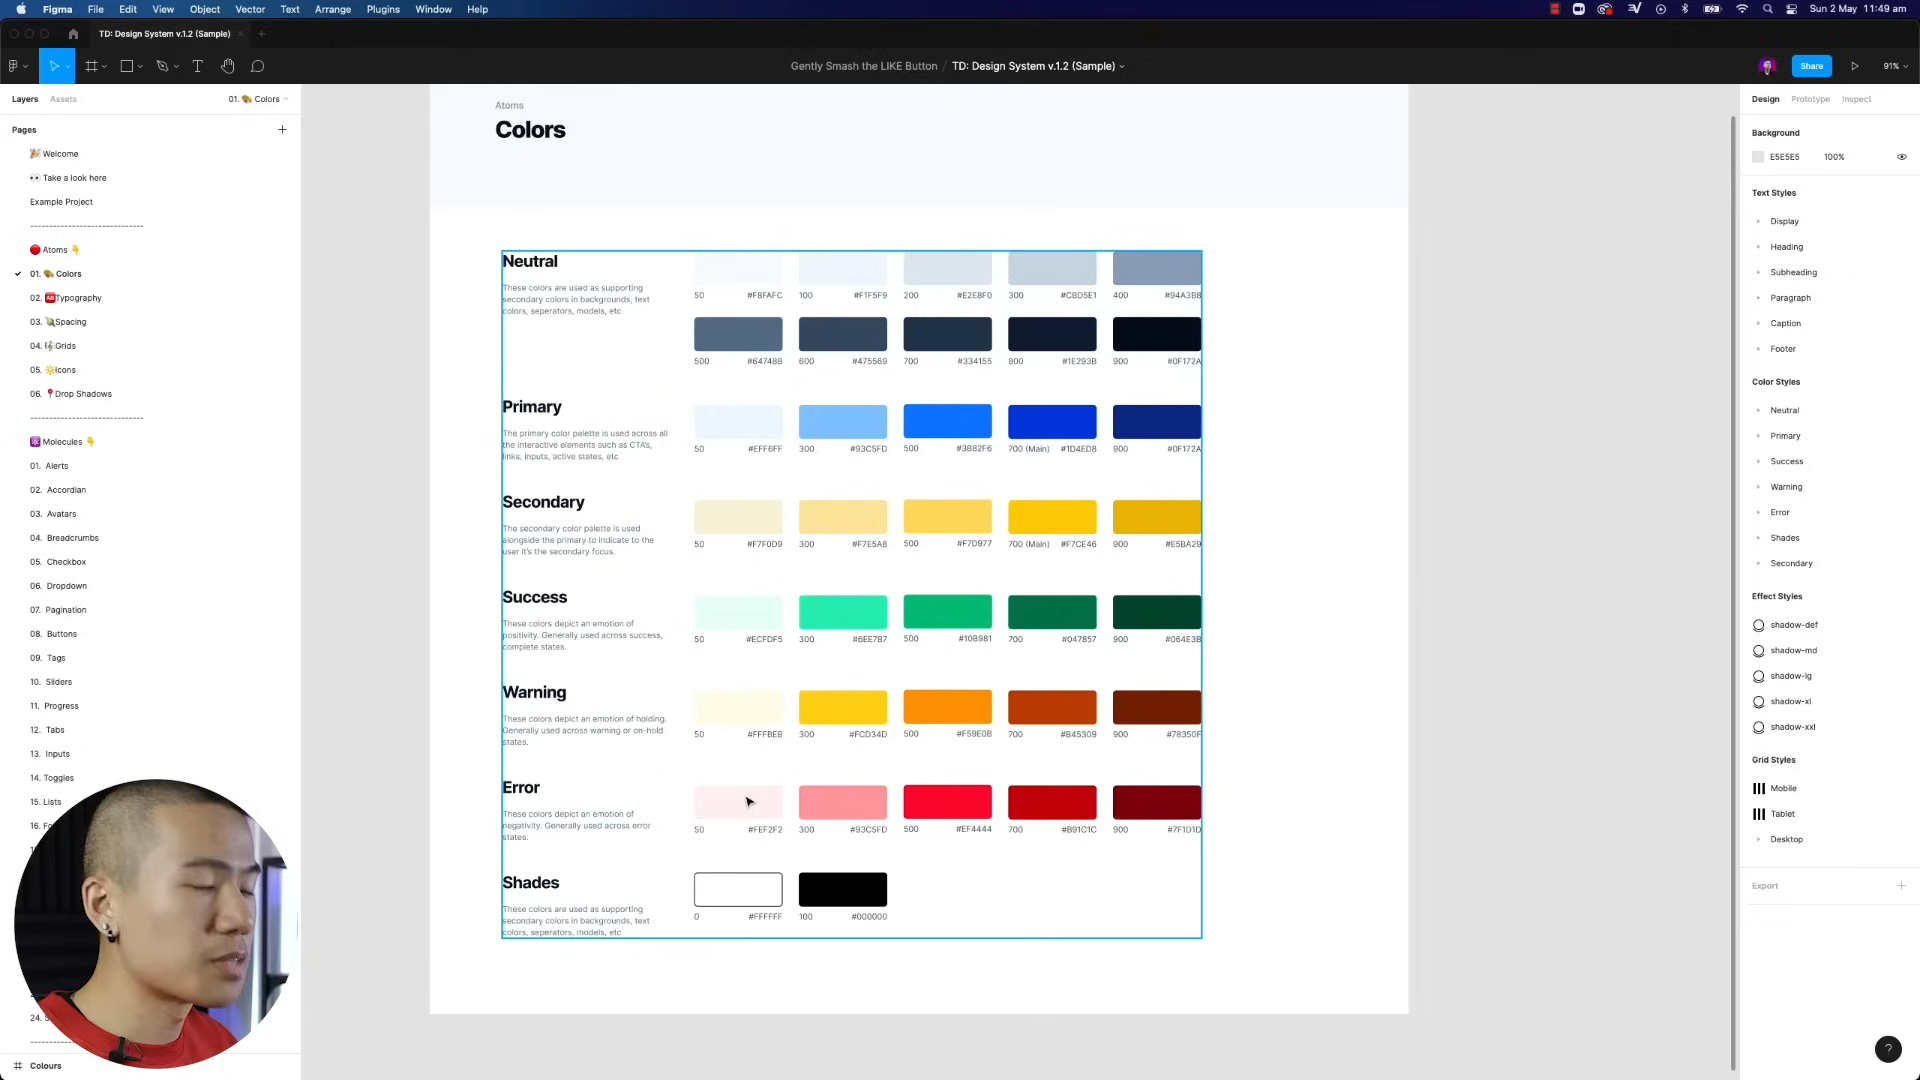 Figma File Edit View Object Vector Text Arrange Plugins Window Help
Sun 2 May 11:49 am
TD: Design System v.1.2 (Sample)
Gently Smash the LIKE Button / TD: Design System v.1.2 (Sample)
Share
91%
Layers Assets
01. 🎨 Colors
Pages
🎉 Welcome
👀 Take a look here
Example Project
------------------------------
🔴 Atoms 👇
01. 🎨 Colors
02. 🆎Typography
03. Spacing
04. 🎼Grids
05. ☀️Icons
06. 📍Drop Shadows
------------------------------
⚛️ Molecules 👇
01. Alerts
02. Accordian
03. Avatars
04. Breadcrumbs
05. Checkbox
06. Dropdown
07. Pagination
08. Buttons
09. Tags
10. Sliders
11. Progress
12. Tabs
13. Inputs
14. Toggles
15. Lists
16.
24.
Colours
Atoms
Colors
Neutral
These colors are used as supporting
secondary colors in backgrounds, text
colors, seperators, models, etc
50 #F8FAFC
100 #F1F5F9
200 #E2E8F0
300 #CBD5E1
400 #94A3B8
500 #64748B
600 #475569
700 #334155
800 #1E293B
900 #0F172A
Primary
The primary color palette is used across all
the interactive elements such as CTA's,
links, inputs, active states, etc
50 #EFF6FF
300 #93C5FD
500 #3B82F6
700 (Main) #1D4ED8
900 #0F172A
Secondary
The secondary color palette is used
alongside the primary to indicate to the
user it's the secondary focus.
50 #F7F0D9
300 #F7E5A8
500 #F7D977
700 (Main) #F7CE46
900 #E5BA29
Success
These colors depict an emotion of
positivity. Generally used across success,
complete states.
50 #ECFDF5
300 #6EE7B7
500 #10B981
700 #047857
900 #064E3B
Warning
These colors depict an emotion of holding.
Generally used across warning or on-hold
states.
50 #FFFBEB
300 #FCD34D
500 #F59E0B
700 #B45309
900 #78350F
Error
These colors depict an emotion of
negativity. Generally used across error
states.
50 #FEF2F2
300 #93C5FD
500 #EF4444
700 #B91C1C
900 #7F1D1D
Shades
These colors are used as supporting
secondary colors in backgrounds, text
colors, seperators, models, etc
0 #FFFFFF
100 #000000
Design Prototype Inspect
Background
E5E5E5 100%
Text Styles
Display
Heading
Subheading
Paragraph
Caption
Footer
Color Styles
Neutral
Primary
Success
Warning
Error
Shades
Secondary
Effect Styles
shadow-def
shadow-md
shadow-lg
shadow-xl
shadow-xxl
Grid Styles
Mobile
Tablet
Desktop
Export
?